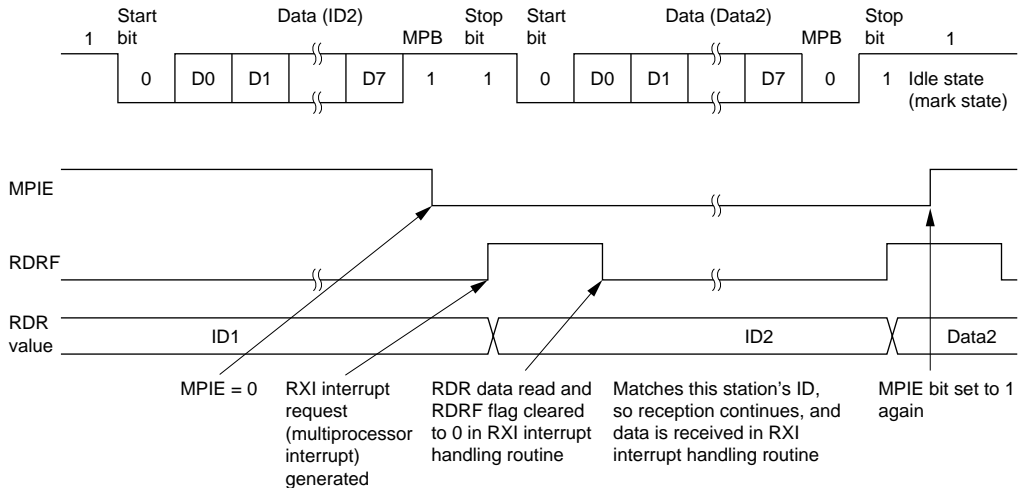 Start Data (ID2) Stop Start Data (Data2) Stop
1 bit MPB bit bit MPB bit 1
0 D0 D1 D7 1 1 0 D0 D1 D7 0 1 Idle state
(mark state)
MPIE
RDRF
RDR
value
ID1 ID2 Data2
MPIE = 0
RXI interrupt
request
(multiprocessor
interrupt)
generated
RDR data read and
RDRF flag cleared
to 0 in RXI interrupt
handling routine
Matches this station's ID,
so reception continues, and
data is received in RXI
interrupt handling routine
MPIE bit set to 1
again